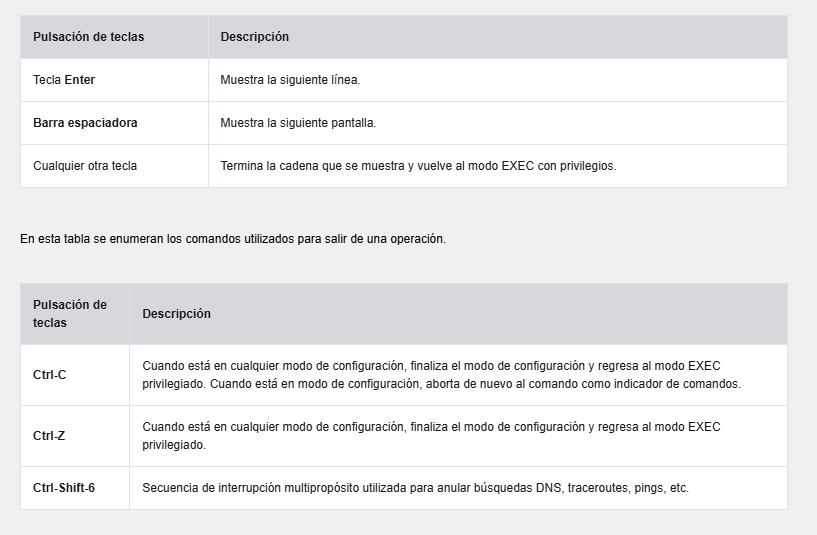 Pulsación de teclas Descripción
Tecla Enter Muestra la siguiente línea.
Barra espaciadora Muestra la siguiente pantalla.
Cualquier otra tecla Termina la cadena que se muestra y vuelve al modo EXEC con privilegios.
En esta tabla se enumeran los comandos utilizados para salir de una operación.
Pulsación de
teclas
Descripción
Ctrl-C
Cuando está en cualquier modo de configuración, finaliza el modo de configuración y regresa al modo EXEC
privilegiado. Cuando está en modo de configuración, aborta de nuevo al comando como indicador de comandos.
Ctrl-Z
Cuando está en cualquier modo de configuración, finaliza el modo de configuración y regresa al modo EXEC
privilegiado.
Ctrl-Shift-6 Secuencia de interrupción multipropósito utilizada para anular búsquedas DNS, traceroutes, pings, etc.